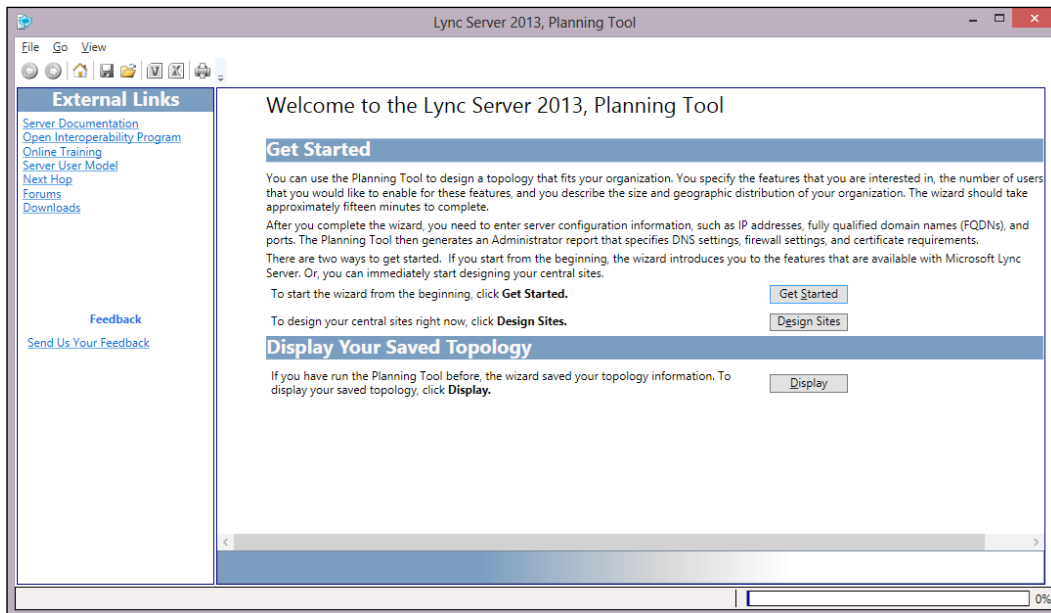 Lync Server 2013, Planning Tool
File Go View
External Links
Server Documentation
Open Interoperability Program
Online Training
Server User Model
Next Hop
Forums
Downloads
Feedback
Send Us Your Feedback
Welcome to the Lync Server 2013, Planning Tool
Get Started
You can use the Planning Tool to design a topology that fits your organization. You specify the features that you are interested in, the number of users
that you would like to enable for these features, and you describe the size and geographic distribution of your organization. The wizard should take
approximately fifteen minutes to complete.
After you complete the wizard, you need to enter server configuration information, such as IP addresses, fully qualified domain names (FQDNs), and
ports. The Planning Tool then generates an Administrator report that specifies DNS settings, firewall settings, and certificate requirements.
There are two ways to get started. If you start from the beginning, the wizard introduces you to the features that are available with Microsoft Lync
Server. Or, you can immediately start designing your central sites.
To start the wizard from the beginning, click Get Started.
Get Started
To design your central sites right now, click Design Sites.
Design Sites
Display Your Saved Topology
If you have run the Planning Tool before, the wizard saved your topology information. To
display your saved topology, click Display.
Display
0%